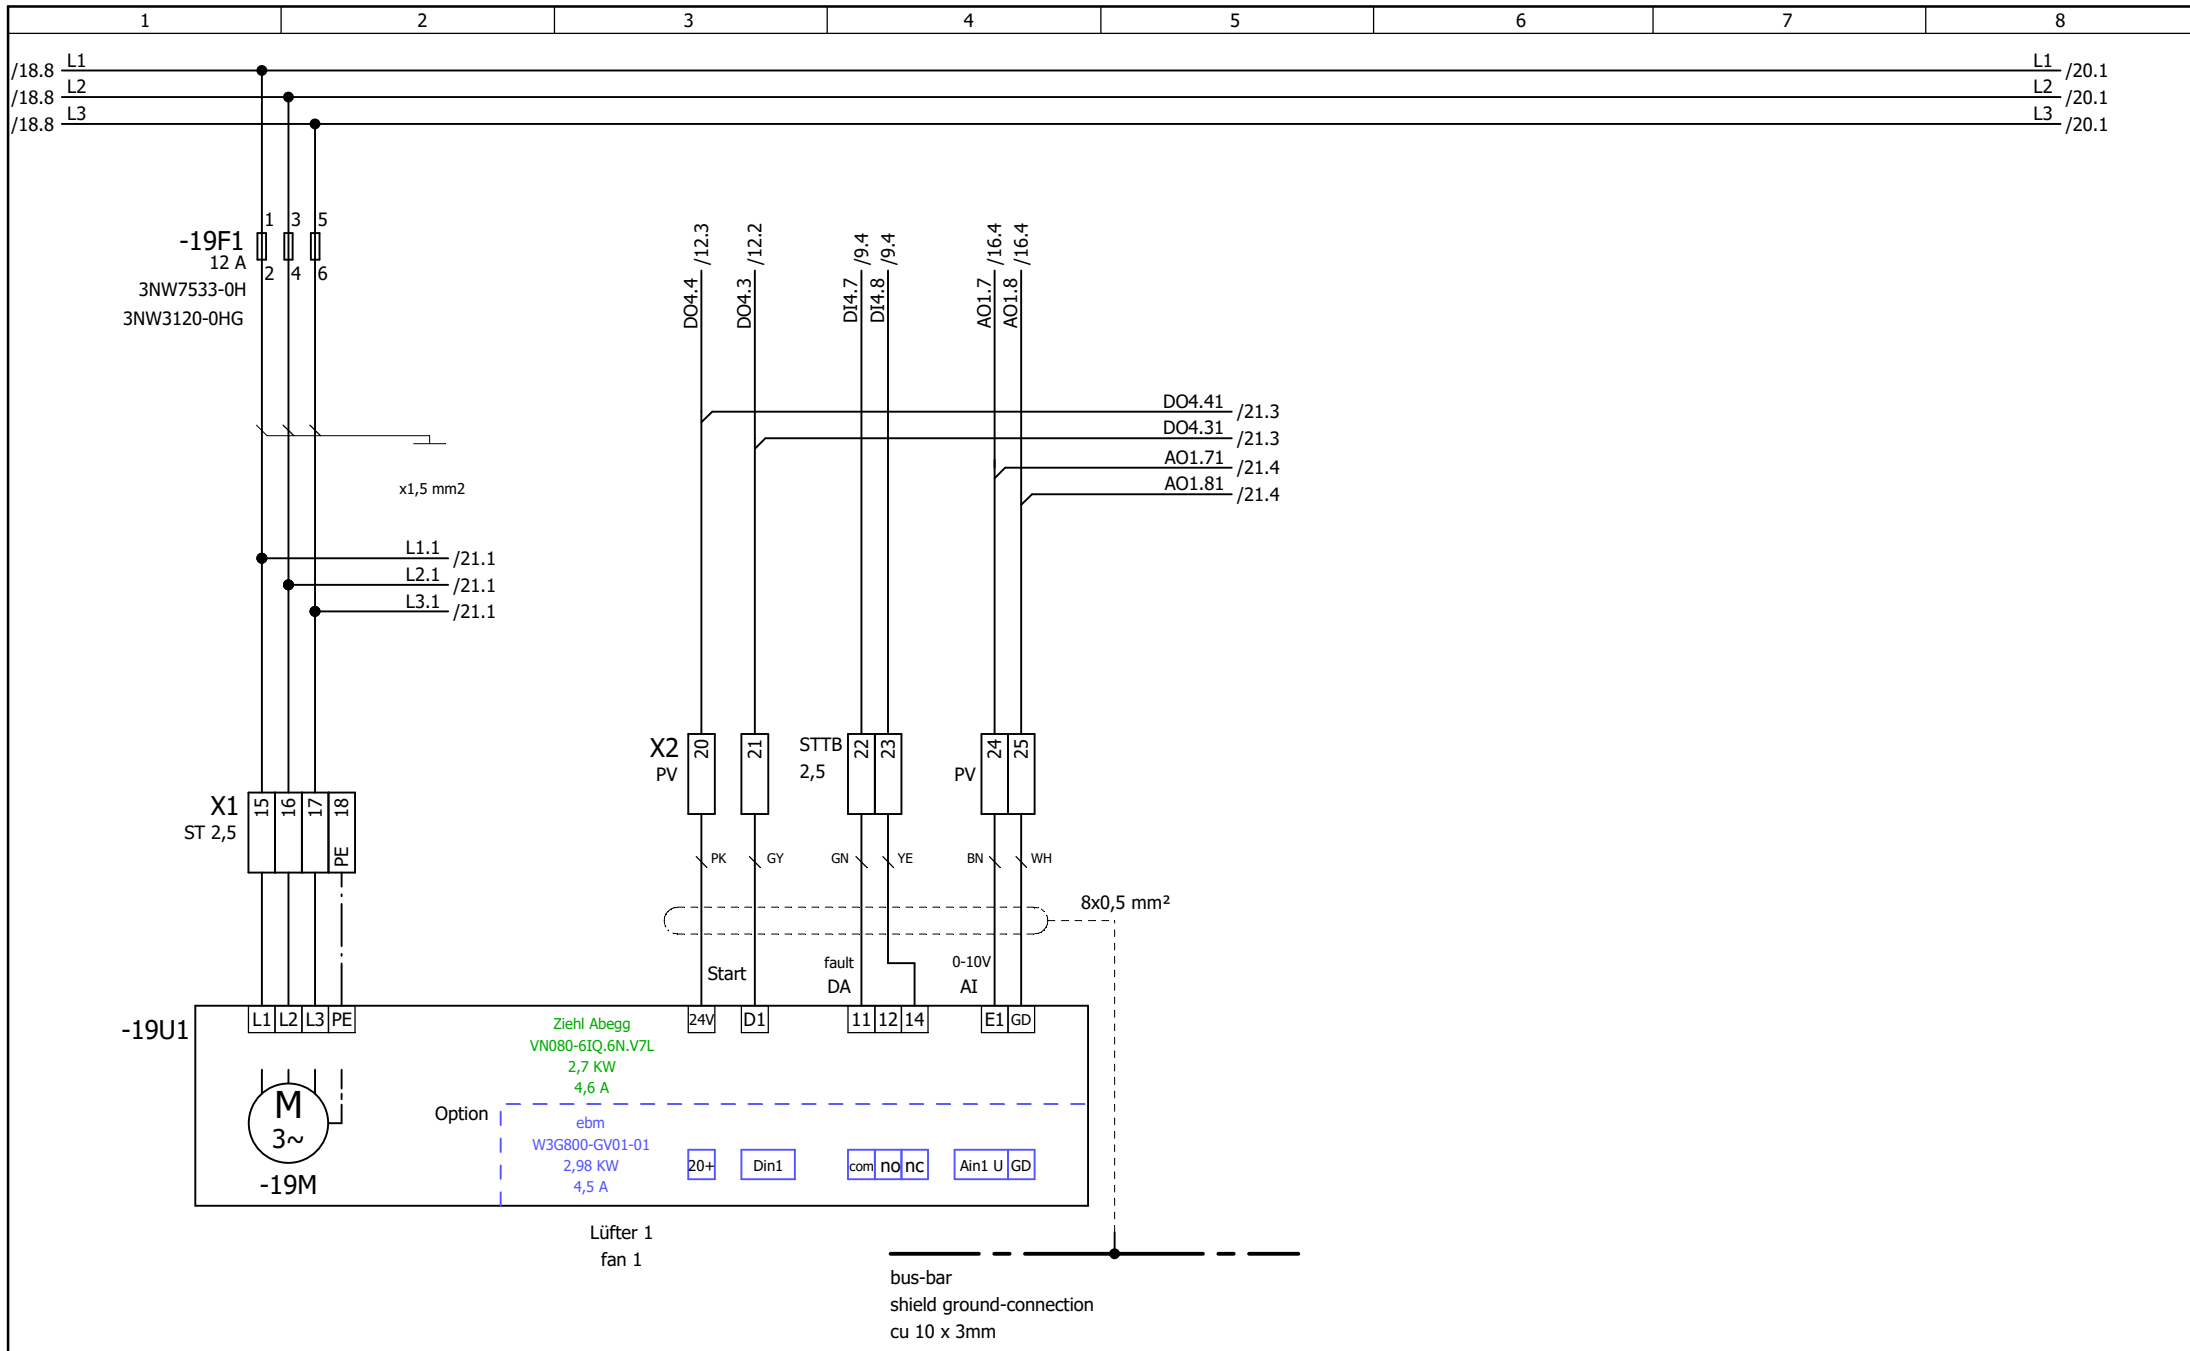 1 2 3 4 5 6 7 8
/18.8 L1 L1 /20.1
/18.8 L2 L2 /20.1
/18.8 L3 L3 /20.1
1 3 5
-19F1
12 A
2 4 6
3NW7533-0H
3NW3120-0HG
DO4.4 /12.3
DO4.3 /12.2
DI4.7 /9.4
DI4.8 /9.4
AO1.7 /16.4
AO1.8 /16.4
DO4.41 /21.3
DO4.31 /21.3
AO1.71 /21.4
AO1.81 /21.4
x1,5 mm2
L1.1 /21.1
L2.1 /21.1
L3.1 /21.1
X2
PV
20
21
STTB
2,5
22
23
PV
24
25
X1
ST 2,5
15
16
17
18
PE
PK GY GN YE BN WH
8x0,5 mm²
Start
fault
DA
0-10V
AI
-19U1
L1 L2 L3 PE
24V D1 11 12 14 E1 GD
Ziehl Abegg
VN080-6IQ.6N.V7L
2,7 KW
4,6 A
M
3~
-19M
Option
ebm
W3G800-GV01-01
2,98 KW
4,5 A
20+ Din1 com no nc Ain1 U GD
Lüfter 1
fan 1
bus-bar
shield ground-connection
cu 10 x 3mm